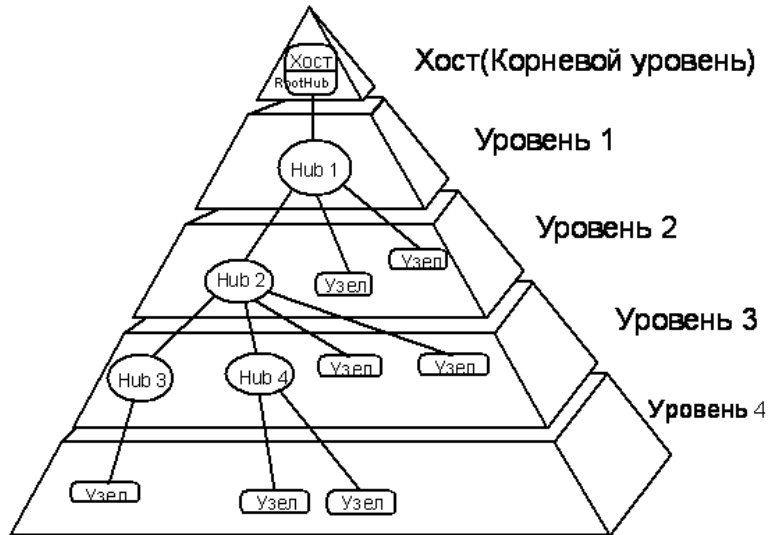 Хост
RootHub
Хост(Корневой уровень)
Hub 1
Уровень 1
Узел
Узел
Hub 2
Уровень 2
Узел
Узел
Hub 3
Hub 4
Уровень 3
Уровень 4
Узел
Узел
Узел